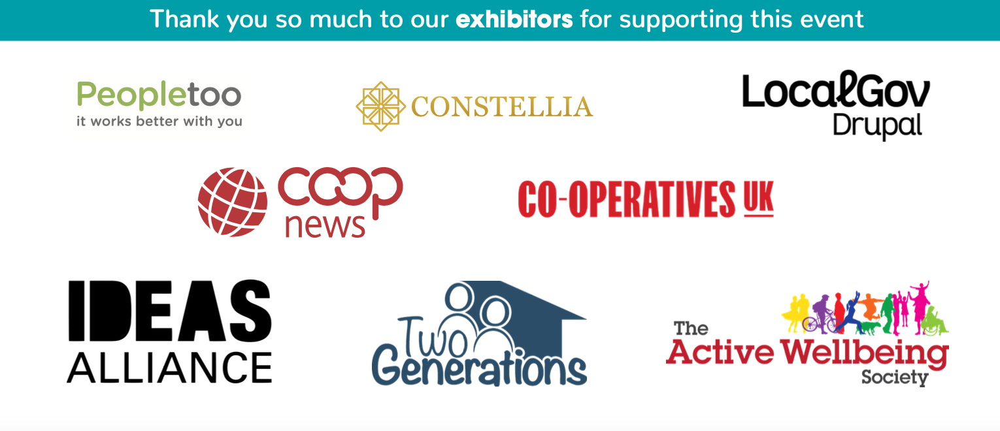 Thank you so much to our exhibitors for supporting this event
Peopletoo
it works better with you
CONSTELLIA
LocalGov
Drupal
coop
news
CO-OPERATIVES UK
IDEAS
ALLIANCE
Two
Generations
The
Active Wellbeing
Society